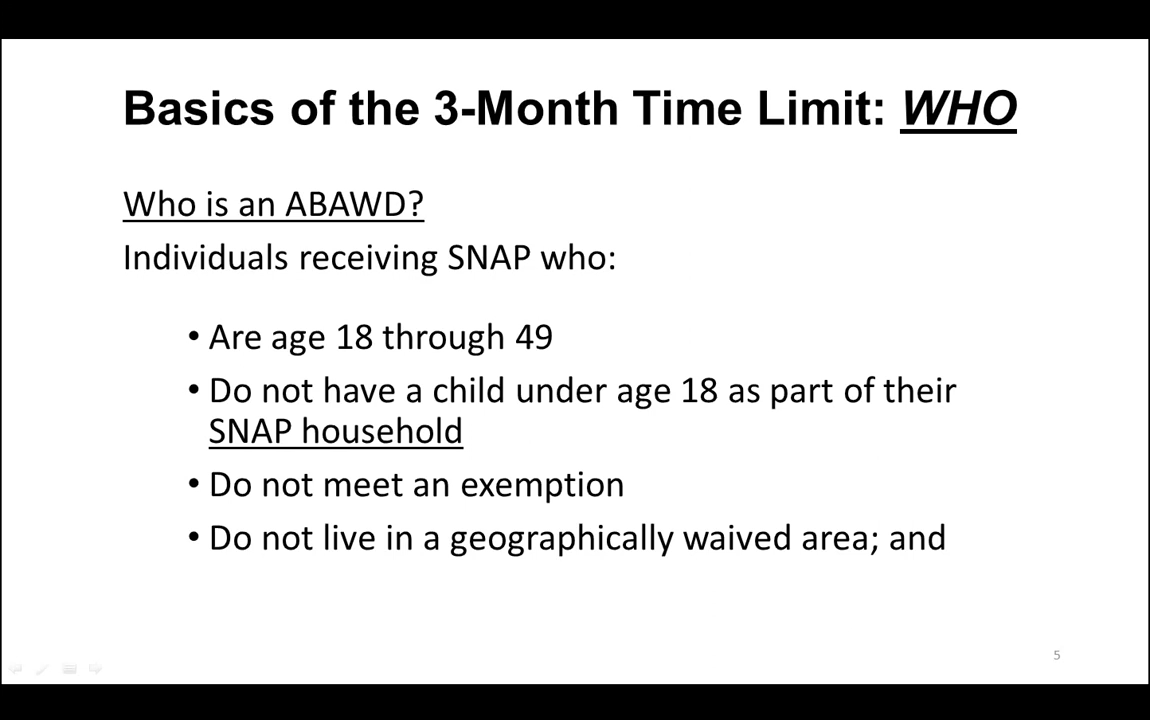 Basics of the 3-Month Time Limit: WHO
Who is an ABAWD?
Individuals receiving SNAP who:
• Are age 18 through 49
• Do not have a child under age 18 as part of their
SNAP household
• Do not meet an exemption
• Do not live in a geographically waived area; and
5